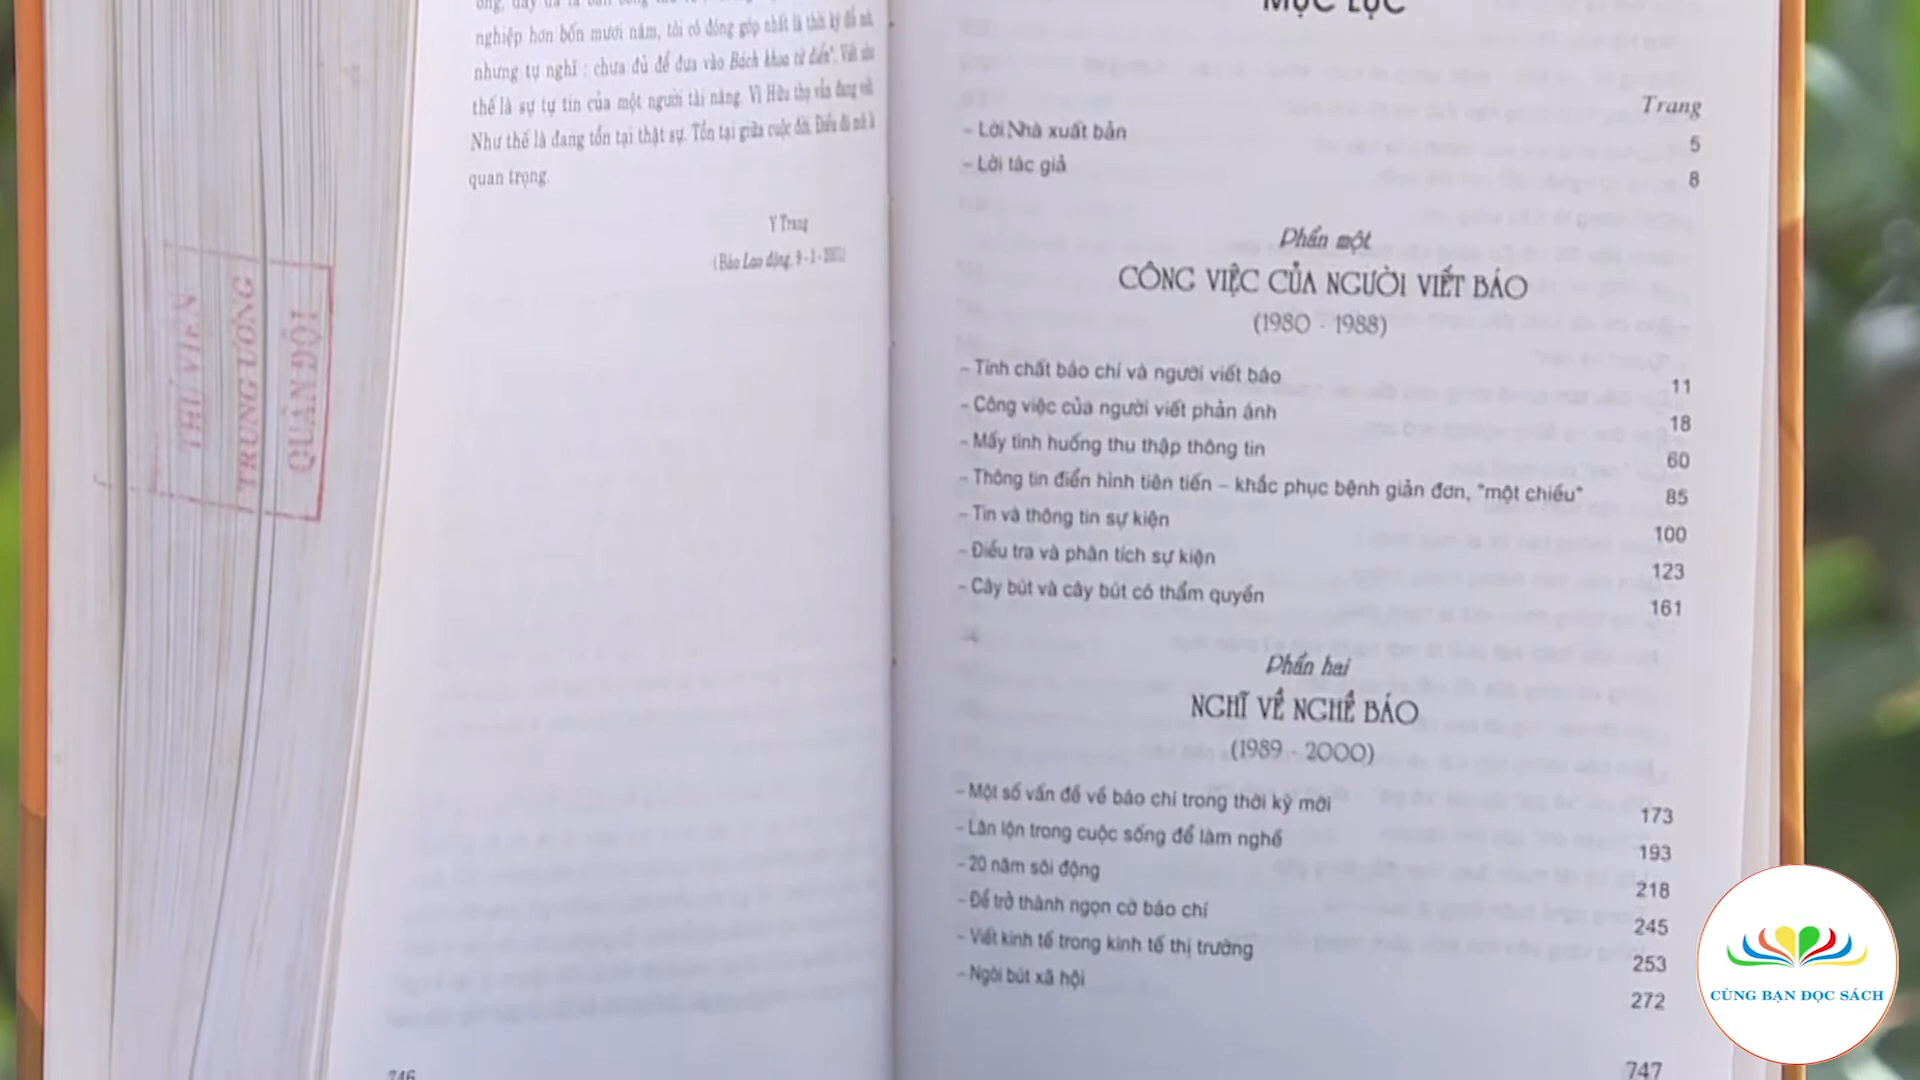 nghiệp hơn bốn mươi năm, tôi có đóng góp nhất là thời kỳ đổi mới,
nhưng tự nghĩ : chưa đủ để đưa vào Bách khoa từ điển". Viết như
thế là sự tự tin của một người tài năng. Vì Hữu thọ vẫn đang viết.
Như thế là đang tồn tại thật sự. Tồn tại giữa cuộc đời. Điều đó mới là
quan trọng.
Y Trang
(Báo Lao động, 9 - 1 -
746
THƯ VIỆN
TRUNG ƯƠNG
QUÂN ĐỘI
MỤC LỤC
Trang
– Lời Nhà xuất bản 5
– Lời tác giả 8
Phần một
CÔNG VIỆC CỦA NGƯỜI VIẾT BÁO
(1980 - 1988)
– Tính chất báo chí và người viết báo 11
– Công việc của người viết phản ánh 18
– Mấy tình huống thu thập thông tin 60
– Thông tin điển hình tiên tiến – khắc phục bệnh giản đơn, "một chiều" 85
– Tin và thông tin sự kiện 100
– Điều tra và phân tích sự kiện 123
– Cây bút và cây bút có thẩm quyền 161
Phần hai
NGHĨ VỀ NGHỀ BÁO
(1989 - 2000)
– Một số vấn đề về báo chí trong thời kỳ mới 173
– Lăn lộn trong cuộc sống để làm nghề 193
– 20 năm sôi động 218
– Để trở thành ngọn cờ báo chí 245
– Viết kinh tế trong kinh tế thị trường 253
– Ngòi bút xã hội 272
747
CÙNG BẠN ĐỌC SÁCH